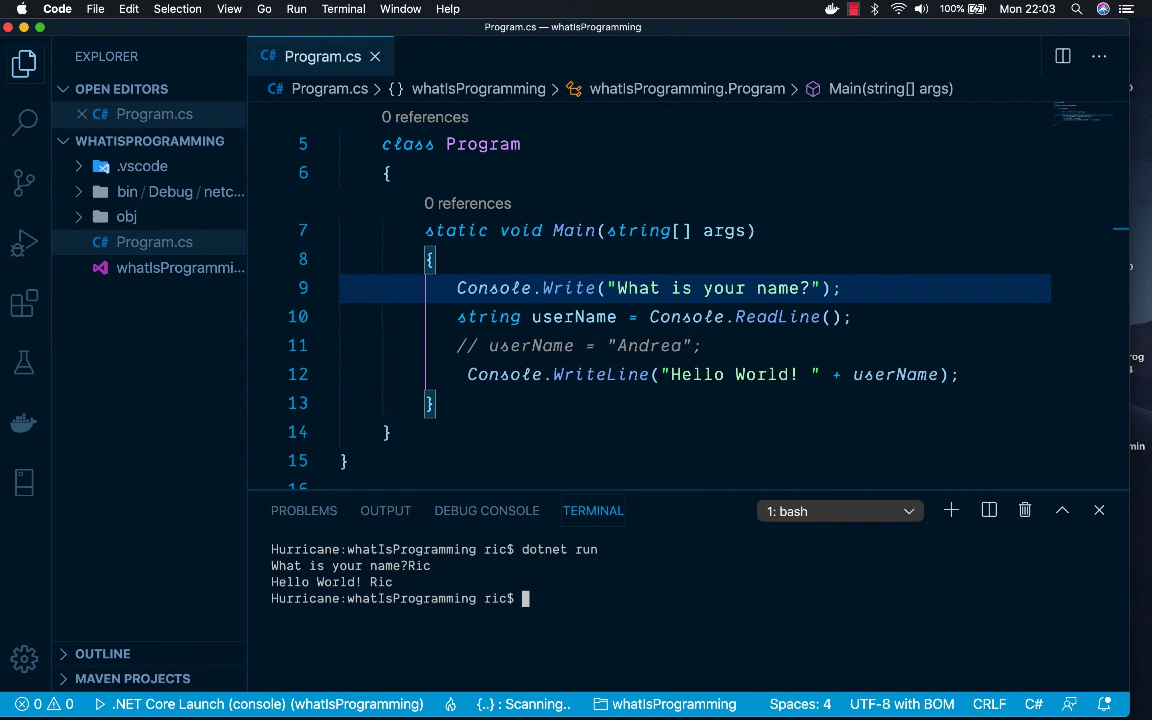 Code File Edit Selection View Go Run Terminal Window Help 100% Mon 22:03
Program.cs — whatIsProgramming
EXPLORER
OPEN EDITORS
Program.cs
WHATISPROGRAMMING
.vscode
bin / Debug / netc...
obj
Program.cs
whatIsProgrammi...
OUTLINE
MAVEN PROJECTS
C# Program.cs
C# Program.cs > {} whatIsProgramming > whatIsProgramming.Program > Main(string[] args)
0 references
5 class Program
6 {
0 references
7 static void Main(string[] args)
8 {
9 Console.Write("What is your name?");
10 string userName = Console.ReadLine();
11 // userName = "Andrea";
12 Console.WriteLine("Hello World! " + userName);
13 }
14 }
15 }
16
PROBLEMS OUTPUT DEBUG CONSOLE TERMINAL 1: bash
Hurricane:whatIsProgramming ric$ dotnet run
What is your name?Ric
Hello World! Ric
Hurricane:whatIsProgramming ric$
0 0 .NET Core Launch (console) (whatIsProgramming) {..} : Scanning.. whatIsProgramming Spaces: 4 UTF-8 with BOM CRLF C#